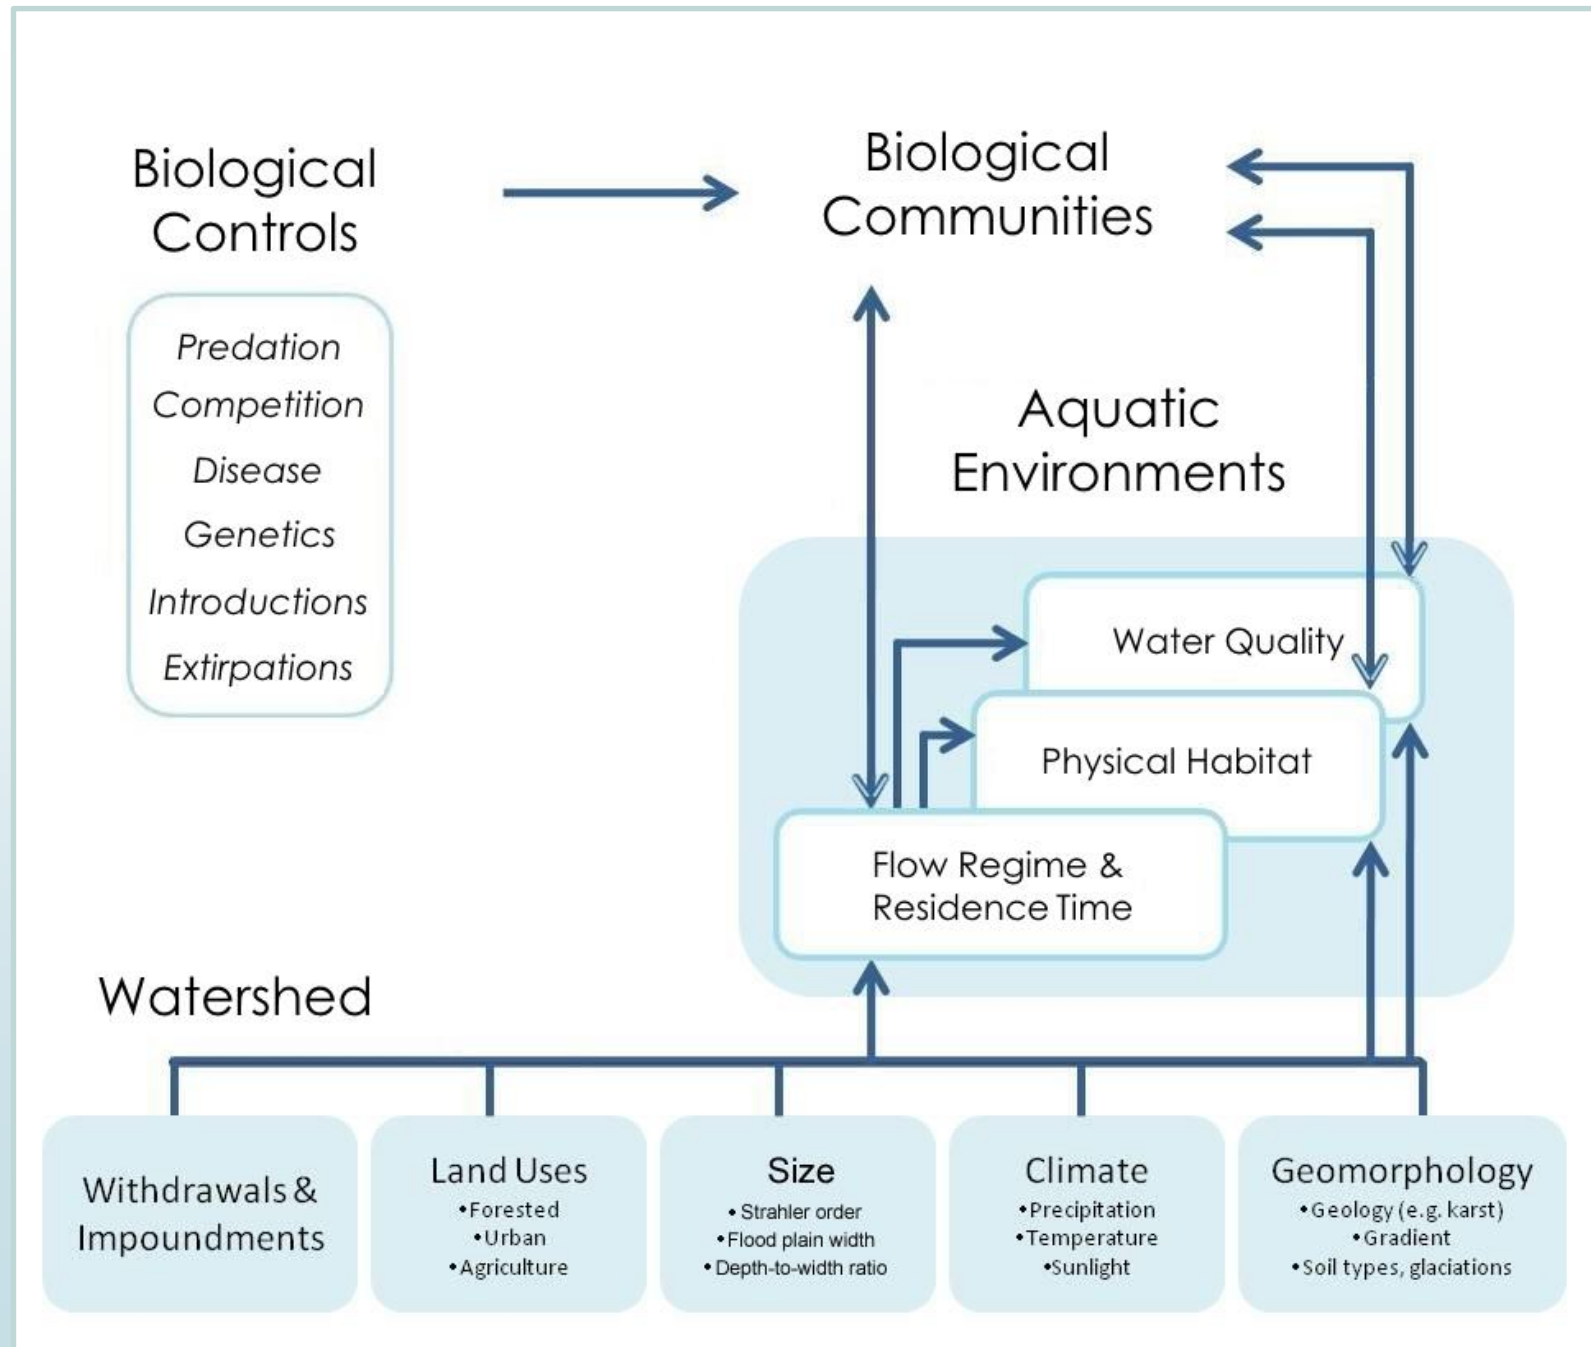 Biological
Controls
Predation
Competition
Disease
Genetics
Introductions
Extirpations
Biological
Communities
Aquatic
Environments
Water Quality
Physical Habitat
Flow Regime &
Residence Time
Watershed
Withdrawals &
Impoundments
Land Uses
•Forested
•Urban
•Agriculture
Size
• Strahler order
• Flood plain width
• Depth-to-width ratio
Climate
•Precipitation
•Temperature
•Sunlight
Geomorphology
•Geology (e.g. karst)
•Gradient
•Soil types, glaciations